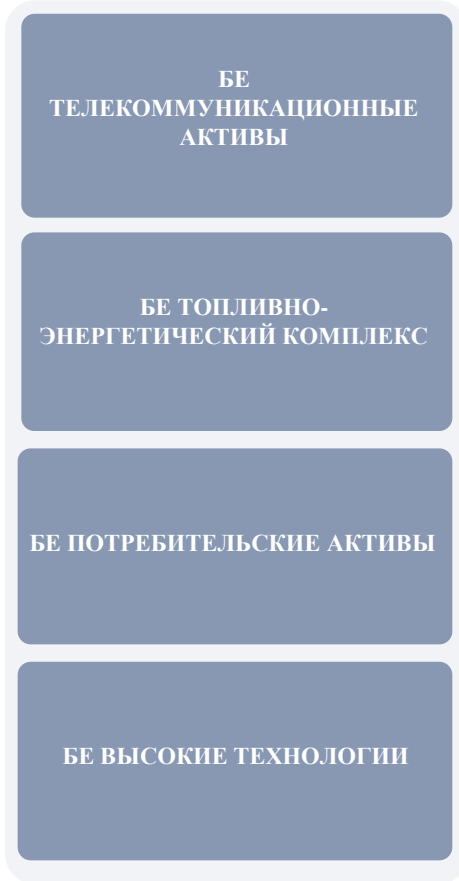 БЕ
ТЕЛЕКОММУНИКАЦИОННЫЕ
АКТИВЫ
БЕ ТОПЛИВНО-
ЭНЕРГЕТИЧЕСКИЙ КОМПЛЕКС
БЕ ПОТРЕБИТЕЛЬСКИЕ АКТИВЫ
БЕ ВЫСОКИЕ ТЕХНОЛОГИИ